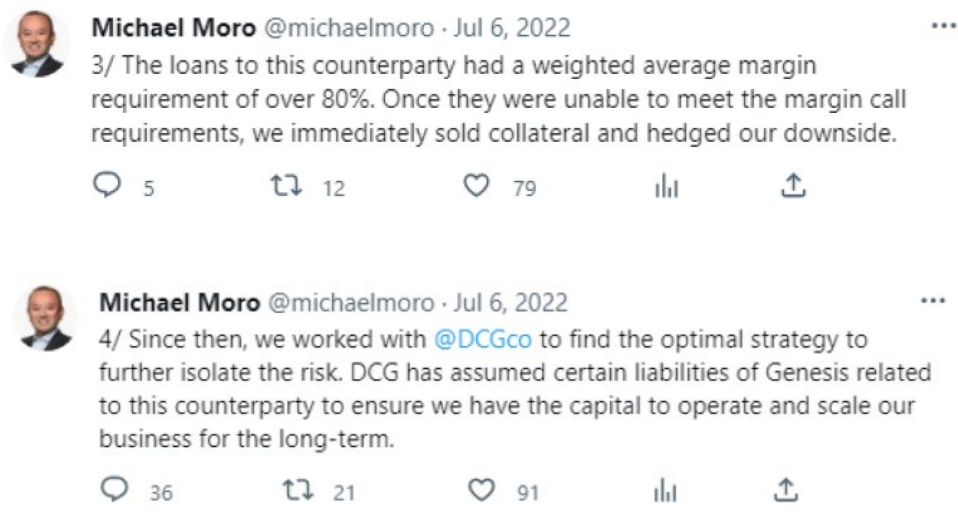 Michael Moro @michaelmoro · Jul 6, 2022
3/ The loans to this counterparty had a weighted average margin
requirement of over 80%. Once they were unable to meet the margin call
requirements, we immediately sold collateral and hedged our downside.
5 12 79
Michael Moro @michaelmoro · Jul 6, 2022
4/ Since then, we worked with @DCGco to find the optimal strategy to
further isolate the risk. DCG has assumed certain liabilities of Genesis related
to this counterparty to ensure we have the capital to operate and scale our
business for the long-term.
36 21 91